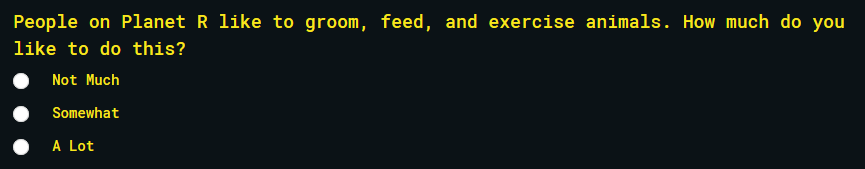 People on Planet R like to groom, feed, and exercise animals. How much do you
like to do this?
Not Much
Somewhat
A Lot